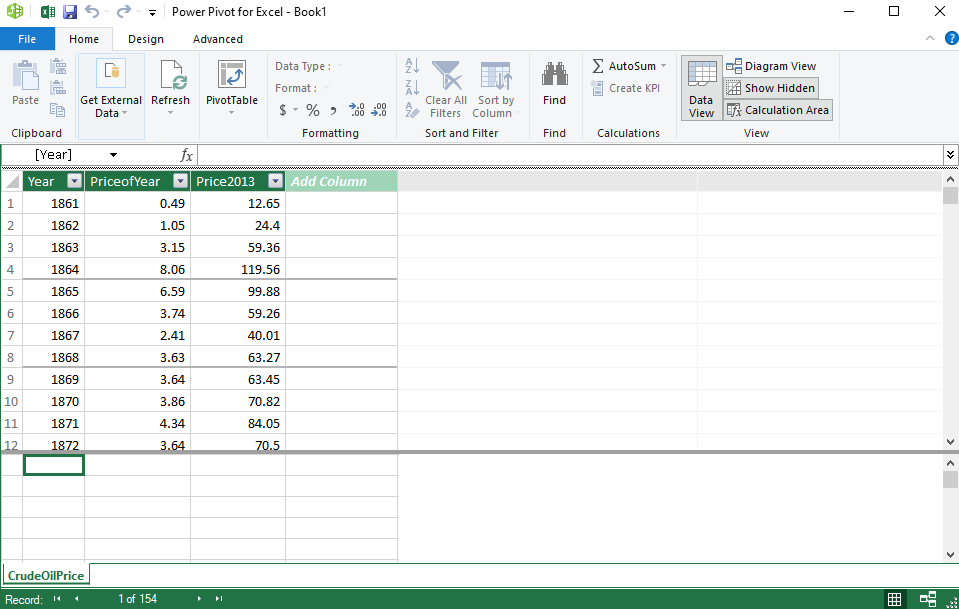 Power Pivot for Excel - Book1
File Home Design Advanced
Paste
Clipboard
Get External Data
Refresh
PivotTable
Data Type :
Format :
$ % , .00 .00
Formatting
Clear All Filters
Sort by Column
Sort and Filter
Find
Find
AutoSum
Create KPI
Calculations
Data View
Diagram View
Show Hidden
Calculation Area
View
[Year] fx
Year PriceofYear Price2013 Add Column
1 1861 0.49 12.65
2 1862 1.05 24.4
3 1863 3.15 59.36
4 1864 8.06 119.56
5 1865 6.59 99.88
6 1866 3.74 59.26
7 1867 2.41 40.01
8 1868 3.63 63.27
9 1869 3.64 63.45
10 1870 3.86 70.82
11 1871 4.34 84.05
12 1872 3.64 70.5
CrudeOilPrice
Record: 1 of 154